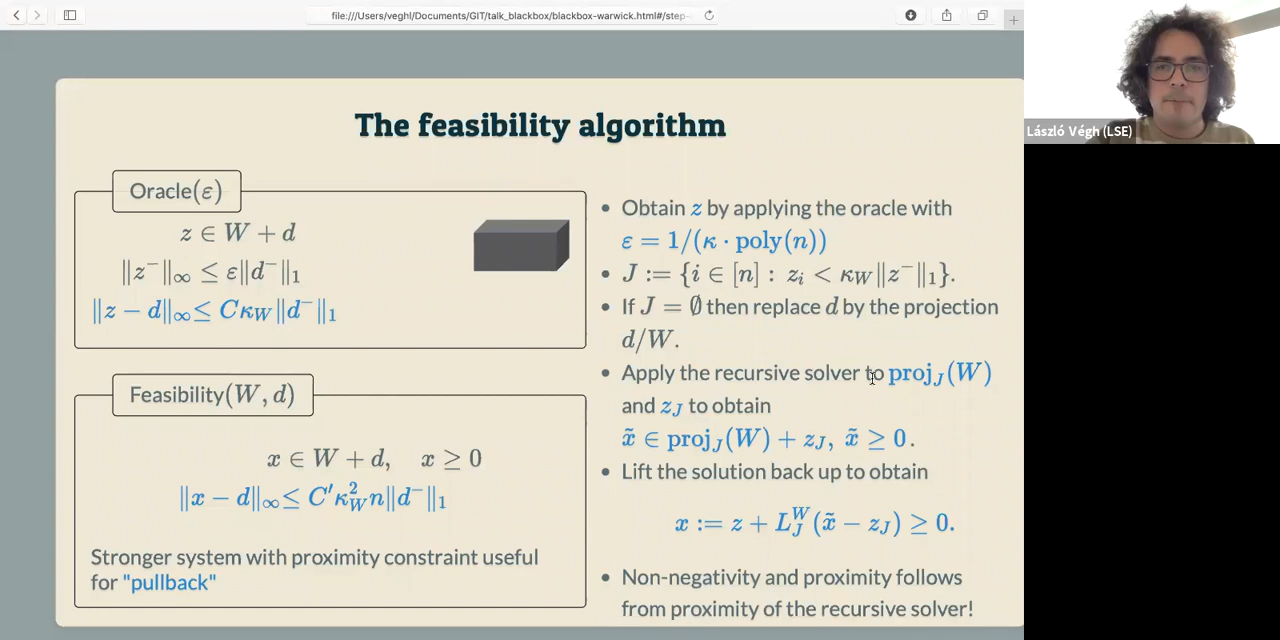 file:///Users/veghl/Documents/GIT/talk_blackbox/blackbox-warwick.html#/step-
László Végh (LSE)
The feasibility algorithm
Oracle(ε)
z ∈ W + d
‖z⁻‖∞ ≤ ε‖d⁻‖₁
‖z − d‖∞ ≤ Cκ_W‖d⁻‖₁
Feasibility(W, d)
x ∈ W + d, x ≥ 0
‖x − d‖∞ ≤ C′κ²_W n‖d⁻‖₁
Stronger system with proximity constraint useful
for "pullback"
• Obtain z by applying the oracle with
ε = 1/(κ · poly(n))
• J := {i ∈ [n] : z_i < κ_W‖z⁻‖₁}.
• If J = ∅ then replace d by the projection
d/W.
• Apply the recursive solver to proj_J(W)
and z_J to obtain
x̃ ∈ proj_J(W) + z_J, x̃ ≥ 0.
• Lift the solution back up to obtain
x := z + L^W_J(x̃ − z_J) ≥ 0.
• Non-negativity and proximity follows
from proximity of the recursive solver!